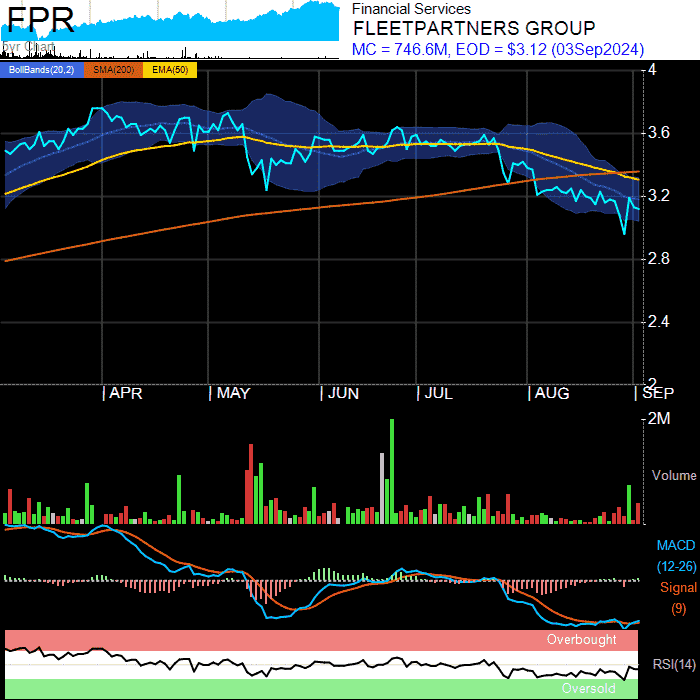 FPR
Financial Services
FLEETPARTNERS GROUP
MC = 746.6M, EOD = $3.12 (03Sep2024)
5yr Chart
BollBands(20,2) SMA(200) EMA(50)
4
3.6
3.2
2.8
2.4
2
APR MAY JUN JUL AUG SEP
2M
Volume
MACD
(12-26)
Signal
(9)
Overbought
RSI(14)
Oversold